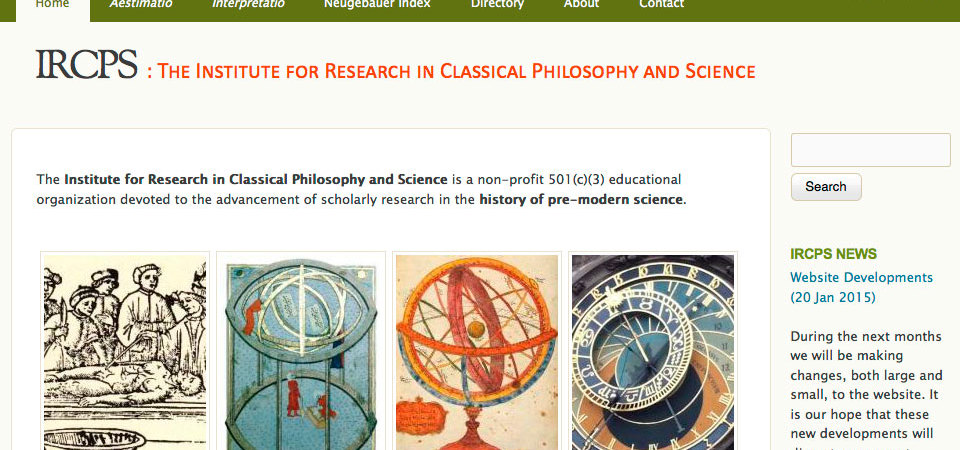 Home Aestimatio Interpretatio Neugebauer Index Directory About Contact
IRCPS : The Institute for Research in Classical Philosophy and Science
The Institute for Research in Classical Philosophy and Science is a non-profit 501(c)(3) educational
organization devoted to the advancement of scholarly research in the history of pre-modern science.
Search
IRCPS NEWS
Website Developments
(20 Jan 2015)
During the next months
we will be making
changes, both large and
small, to the website. It
is our hope that these
new developments will